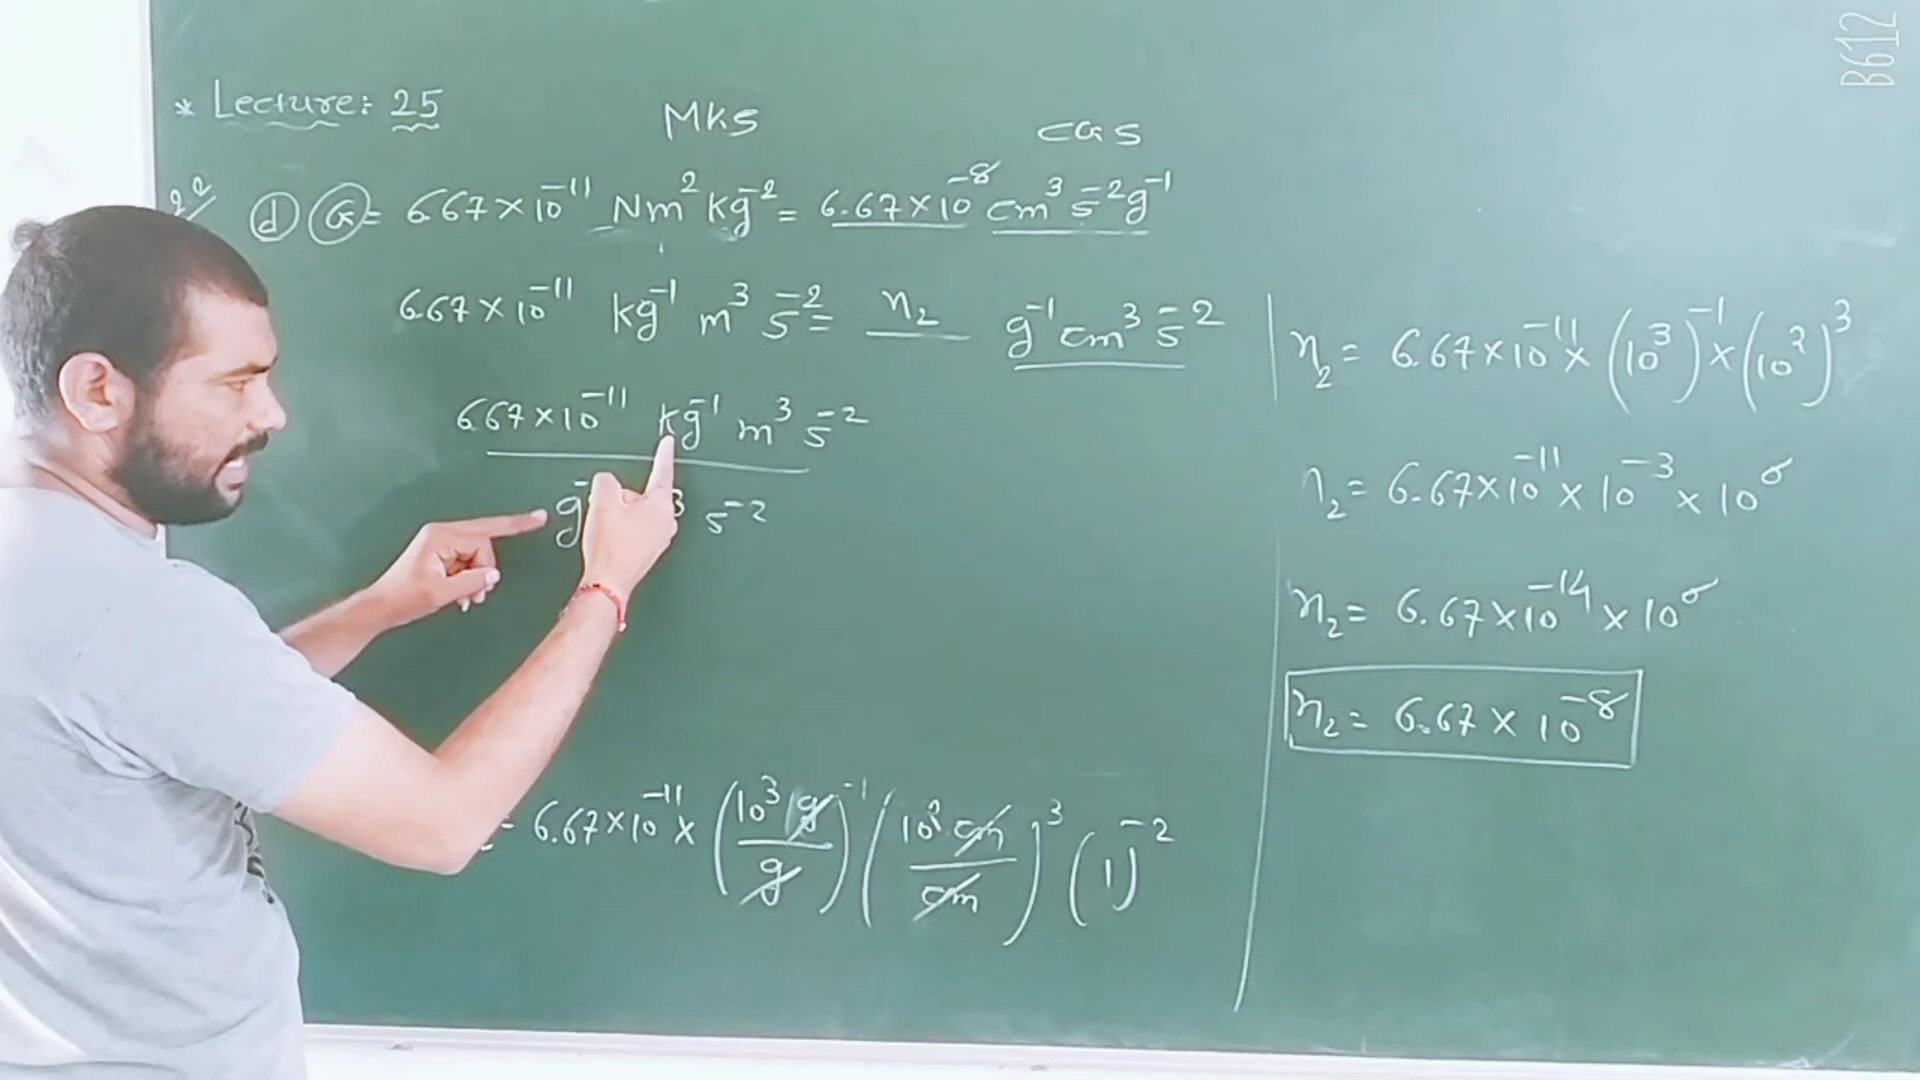 * Lecture: 25
MKS CGS
22 (d) G = 6.67 × 10⁻¹¹ Nm² kg⁻² = 6.67 × 10⁻⁸ cm³ s⁻² g⁻¹
6.67 × 10⁻¹¹ kg⁻¹ m³ s⁻² = n₂ g⁻¹ cm³ s⁻²
6.67 × 10⁻¹¹ kg⁻¹ m³ s⁻²
g⁻ ³ s⁻²
= 6.67 × 10⁻¹¹ × (10³ g / g)⁻¹ (10² cm / cm)³ (1)⁻²
n₂ = 6.67 × 10⁻¹¹ × (10³)⁻¹ × (10²)³
n₂ = 6.67 × 10⁻¹¹ × 10⁻³ × 10⁶
n₂ = 6.67 × 10⁻¹⁴ × 10⁶
n₂ = 6.67 × 10⁻⁸
B612